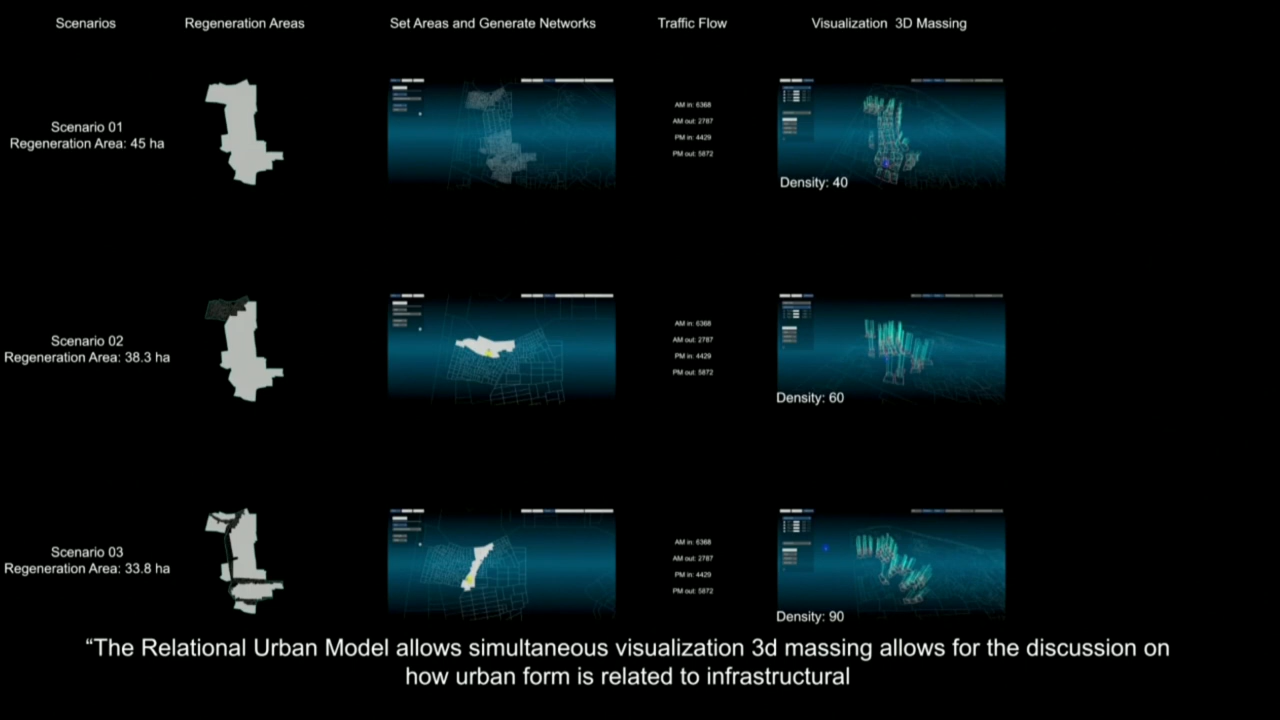 Scenarios
Regeneration Areas
Set Areas and Generate Networks
Traffic Flow
Visualization 3D Massing
Scenario 01
Regeneration Area: 45 ha
AM in: 6368
AM out: 2787
PM in: 4429
PM out: 5872
Density: 40
Scenario 02
Regeneration Area: 38.3 ha
AM in: 6368
AM out: 2787
PM in: 4429
PM out: 5872
Density: 60
Scenario 03
Regeneration Area: 33.8 ha
AM in: 6368
AM out: 2787
PM in: 4429
PM out: 5872
Density: 90
“The Relational Urban Model allows simultaneous visualization 3d massing allows for the discussion on
how urban form is related to infrastructural